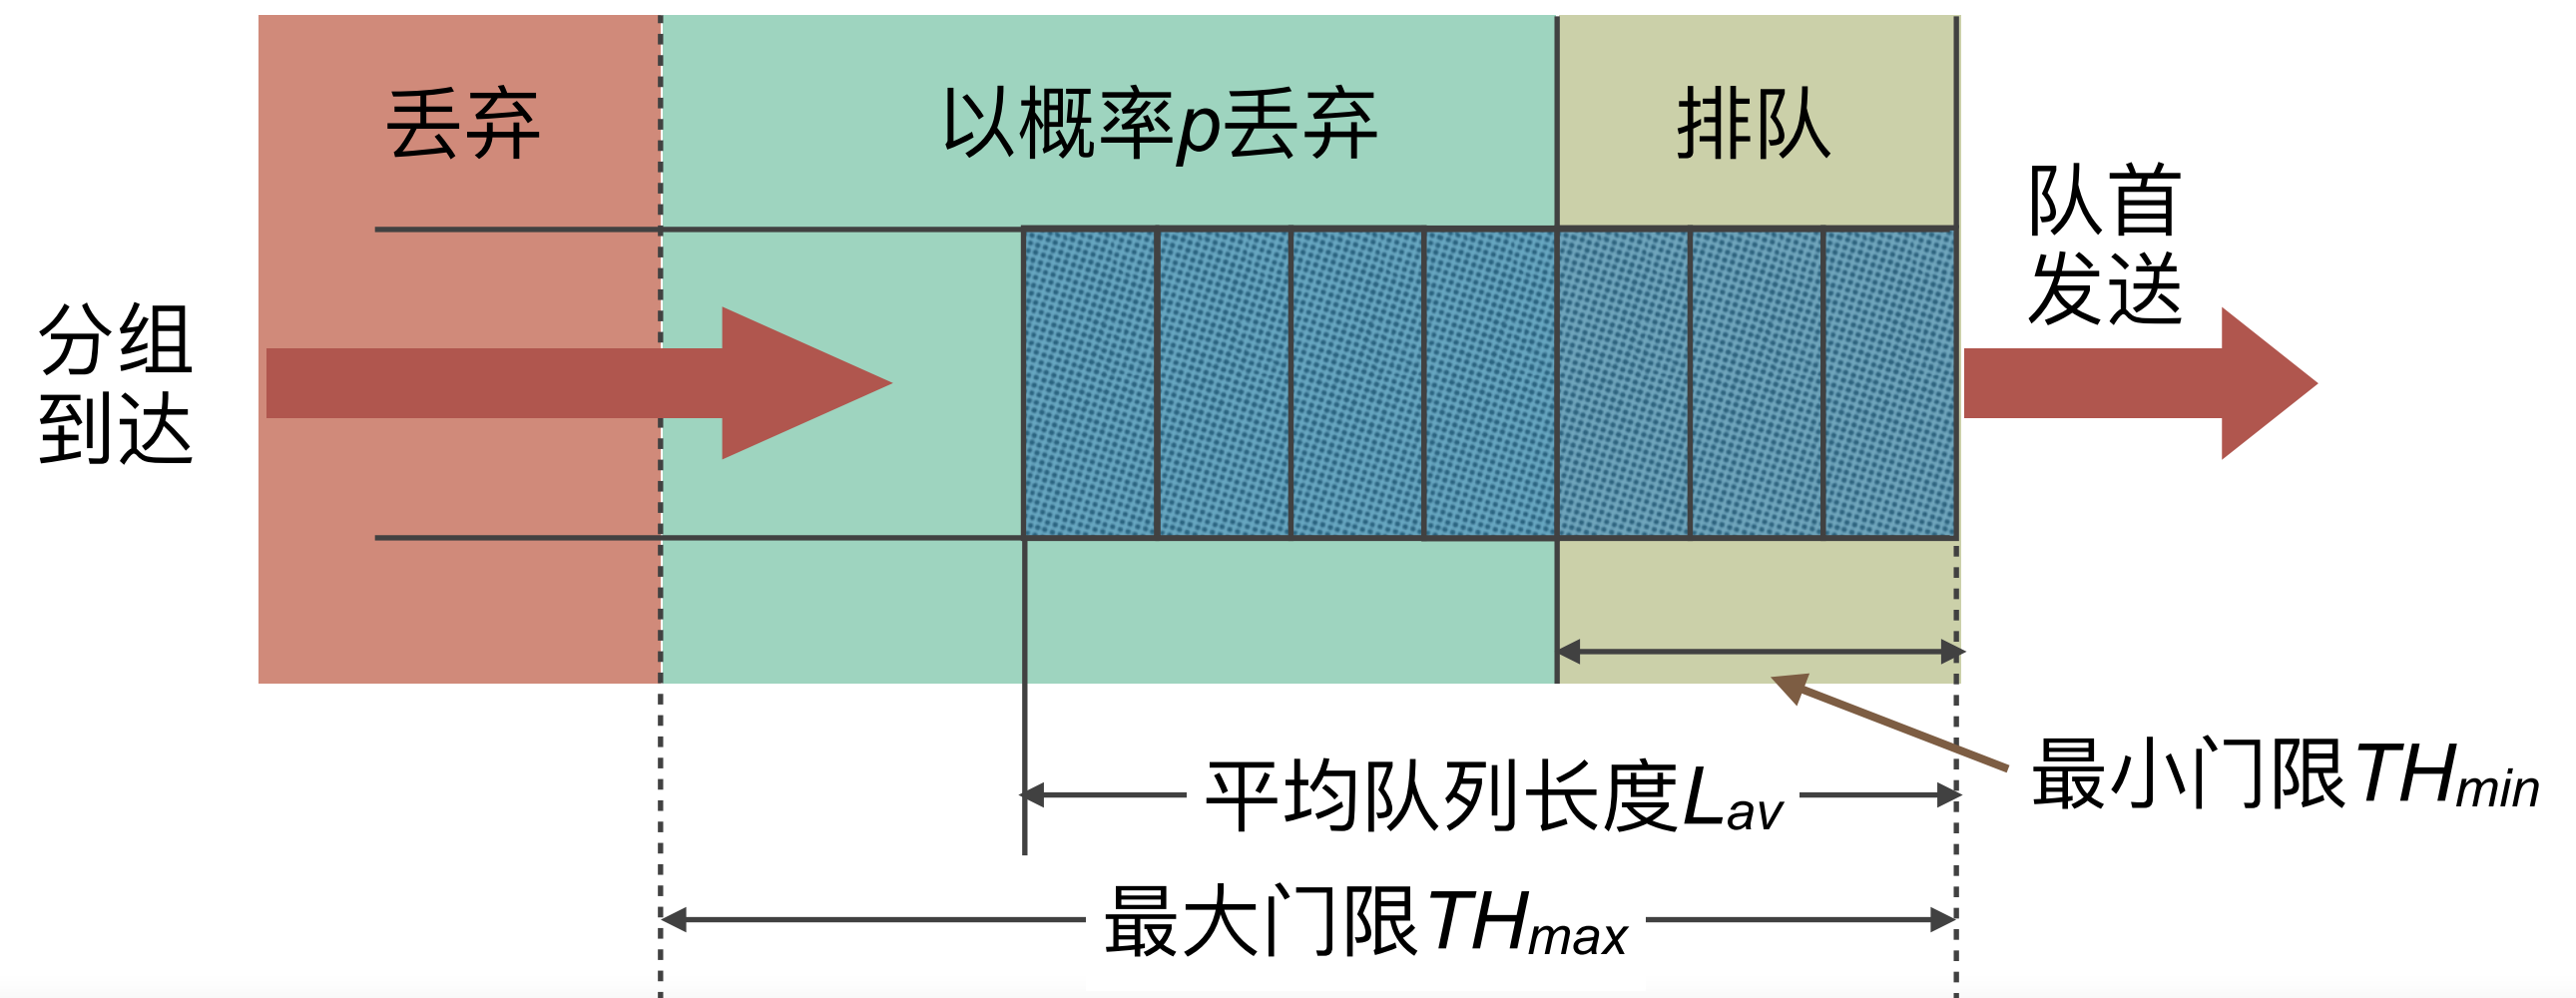 丢弃
以概率p丢弃
排队
队首
发送
分组
到达
最小门限THmin
平均队列长度Lav
最大门限THmax